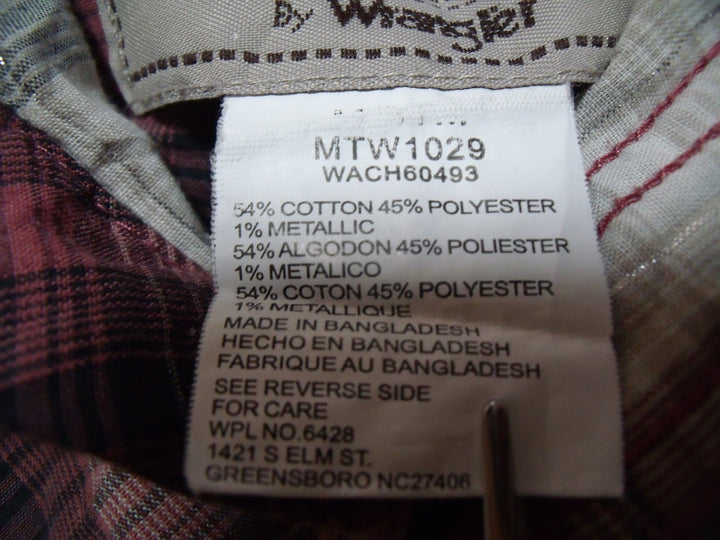 By Wrangler
MTW1029
WACH60493
54% COTTON 45% POLYESTER
1% METALLIC
54% ALGODON 45% POLIESTER
1% METALICO
54% COTON 45% POLYESTER
1% METALLIQUE
MADE IN BANGLADESH
HECHO EN BANGLADESH
FABRIQUE AU BANGLADESH
SEE REVERSE SIDE
FOR CARE
WPL NO.6428
1421 S ELM ST.
GREENSBORO NC27406